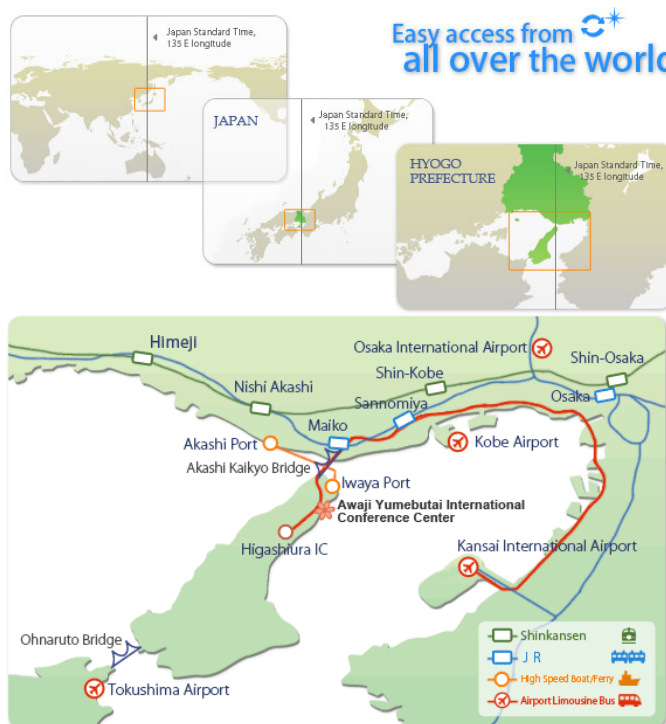 Easy access from
all over the world
Japan Standard Time,
135 E longitude
JAPAN
Japan Standard Time,
135 E longitude
HYOGO
PREFECTURE
Japan Standard Time,
135 E longitude
Himeji
Osaka International Airport
Shin-Osaka
Shin-Kobe
Nishi Akashi
Sannomiya
Osaka
Maiko
Akashi Port
Kobe Airport
Akashi Kaikyo Bridge
Iwaya Port
Awaji Yumebutai International
Conference Center
Higashiura IC
Kansai International Airport
Ohnaruto Bridge
Tokushima Airport
Shinkansen
J R
High Speed Boat/Ferry
Airport Limousine Bus